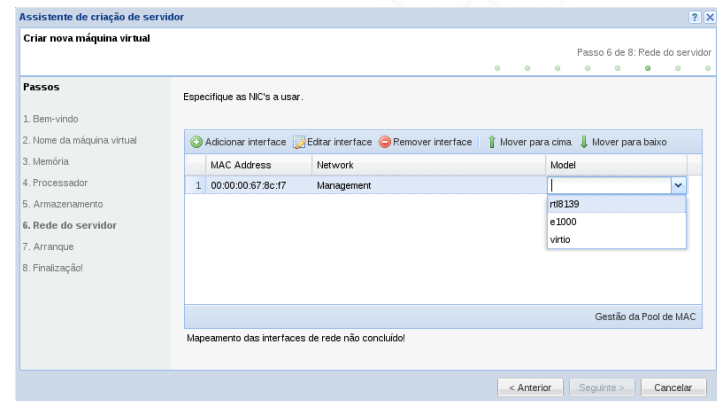 Assistente de criação de servidor
Criar nova máquina virtual
Passo 6 de 8: Rede do servidor
Passos
1. Bem-vindo
2. Nome da máquina virtual
3. Memória
4. Processador
5. Armazenamento
6. Rede do servidor
7. Arranque
8. Finalização!
Especifique as NIC's a usar.
Adicionar interface Editar interface Remover interface Mover para cima Mover para baixo
MAC Address Network Model
1 00:00:00:67:8c:f7 Management
rtl8139
e1000
virtio
Gestão da Pool de MAC
Mapeamento das interfaces de rede não concluído!
< Anterior Seguinte > Cancelar